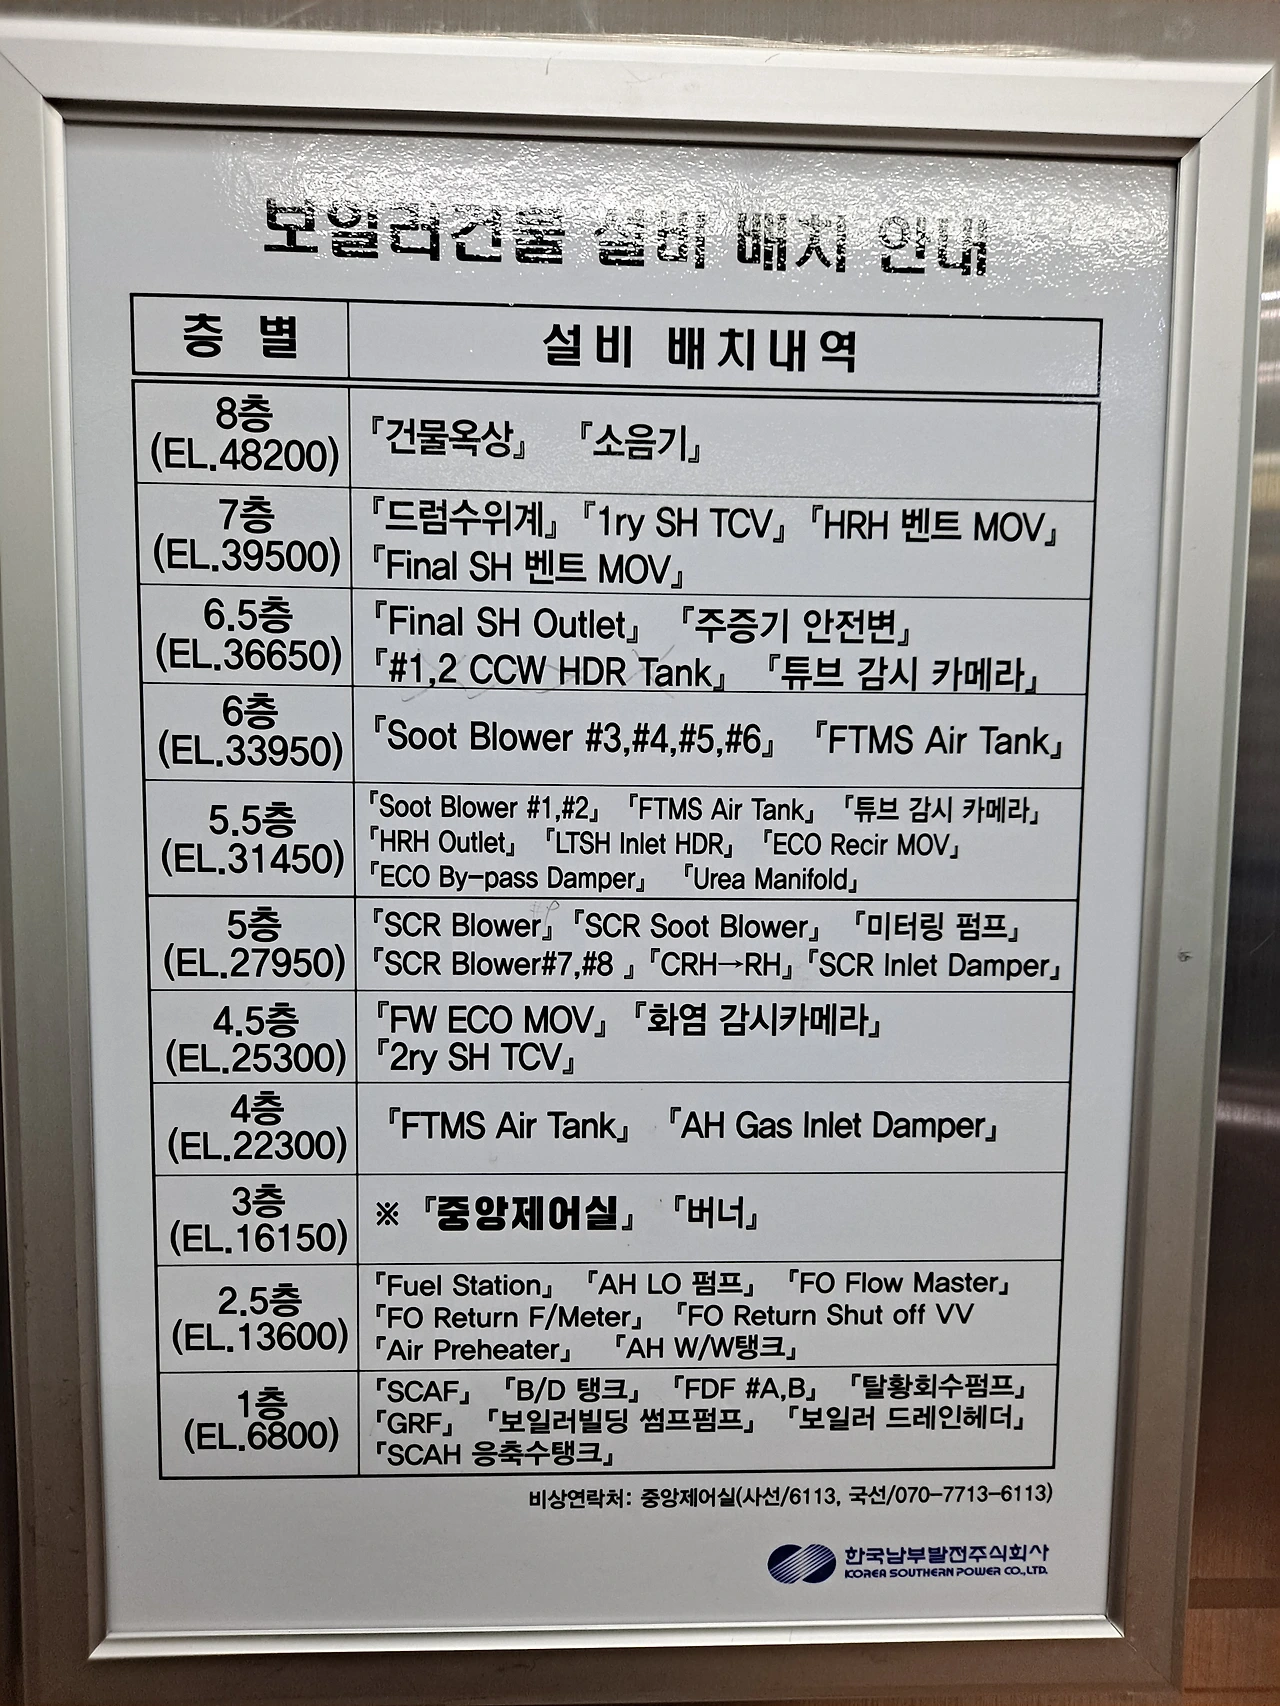 보일러건물 설비 배치 안내
층 별 설비 배치내역
8층
(EL.48200)
『건물옥상』 『소음기』
7층
(EL.39500)
『드럼수위계』『1ry SH TCV』『HRH 벤트 MOV』
『Final SH 벤트 MOV』
6.5층
(EL.36650)
『Final SH Outlet』 『주증기 안전변』
『#1,2 CCW HDR Tank』 『튜브 감시 카메라』
6층
(EL.33950)
『Soot Blower #3,#4,#5,#6』 『FTMS Air Tank』
5.5층
(EL.31450)
『Soot Blower #1,#2』 『FTMS Air Tank』 『튜브 감시 카메라』
『HRH Outlet』 『LTSH Inlet HDR』 『ECO Recir MOV』
『ECO By-pass Damper』 『Urea Manifold』
5층
(EL.27950)
『SCR Blower』『SCR Soot Blower』 『미터링 펌프』
『SCR Blower#7,#8 』『CRH→RH』『SCR Inlet Damper』
4.5층
(EL.25300)
『FW ECO MOV』 『화염 감시카메라』
『2ry SH TCV』
4층
(EL.22300)
『FTMS Air Tank』 『AH Gas Inlet Damper』
3층
(EL.16150)
※ 『중앙제어실』 『버너』
2.5층
(EL.13600)
『Fuel Station』 『AH LO 펌프』 『FO Flow Master』
『FO Return F/Meter』 『FO Return Shut off VV
『Air Preheater』 『AH W/W탱크』
1층
(EL.6800)
『SCAF』 『B/D 탱크』 『FDF #A,B』 『탈황회수펌프』
『GRF』 『보일러빌딩 썸프펌프』 『보일러 드레인헤더』
『SCAH 응축수탱크』
비상연락처: 중앙제어실(사선/6113, 국선/070-7713-6113)
한국남부발전주식회사
KOREA SOUTHERN POWER CO.,LTD.